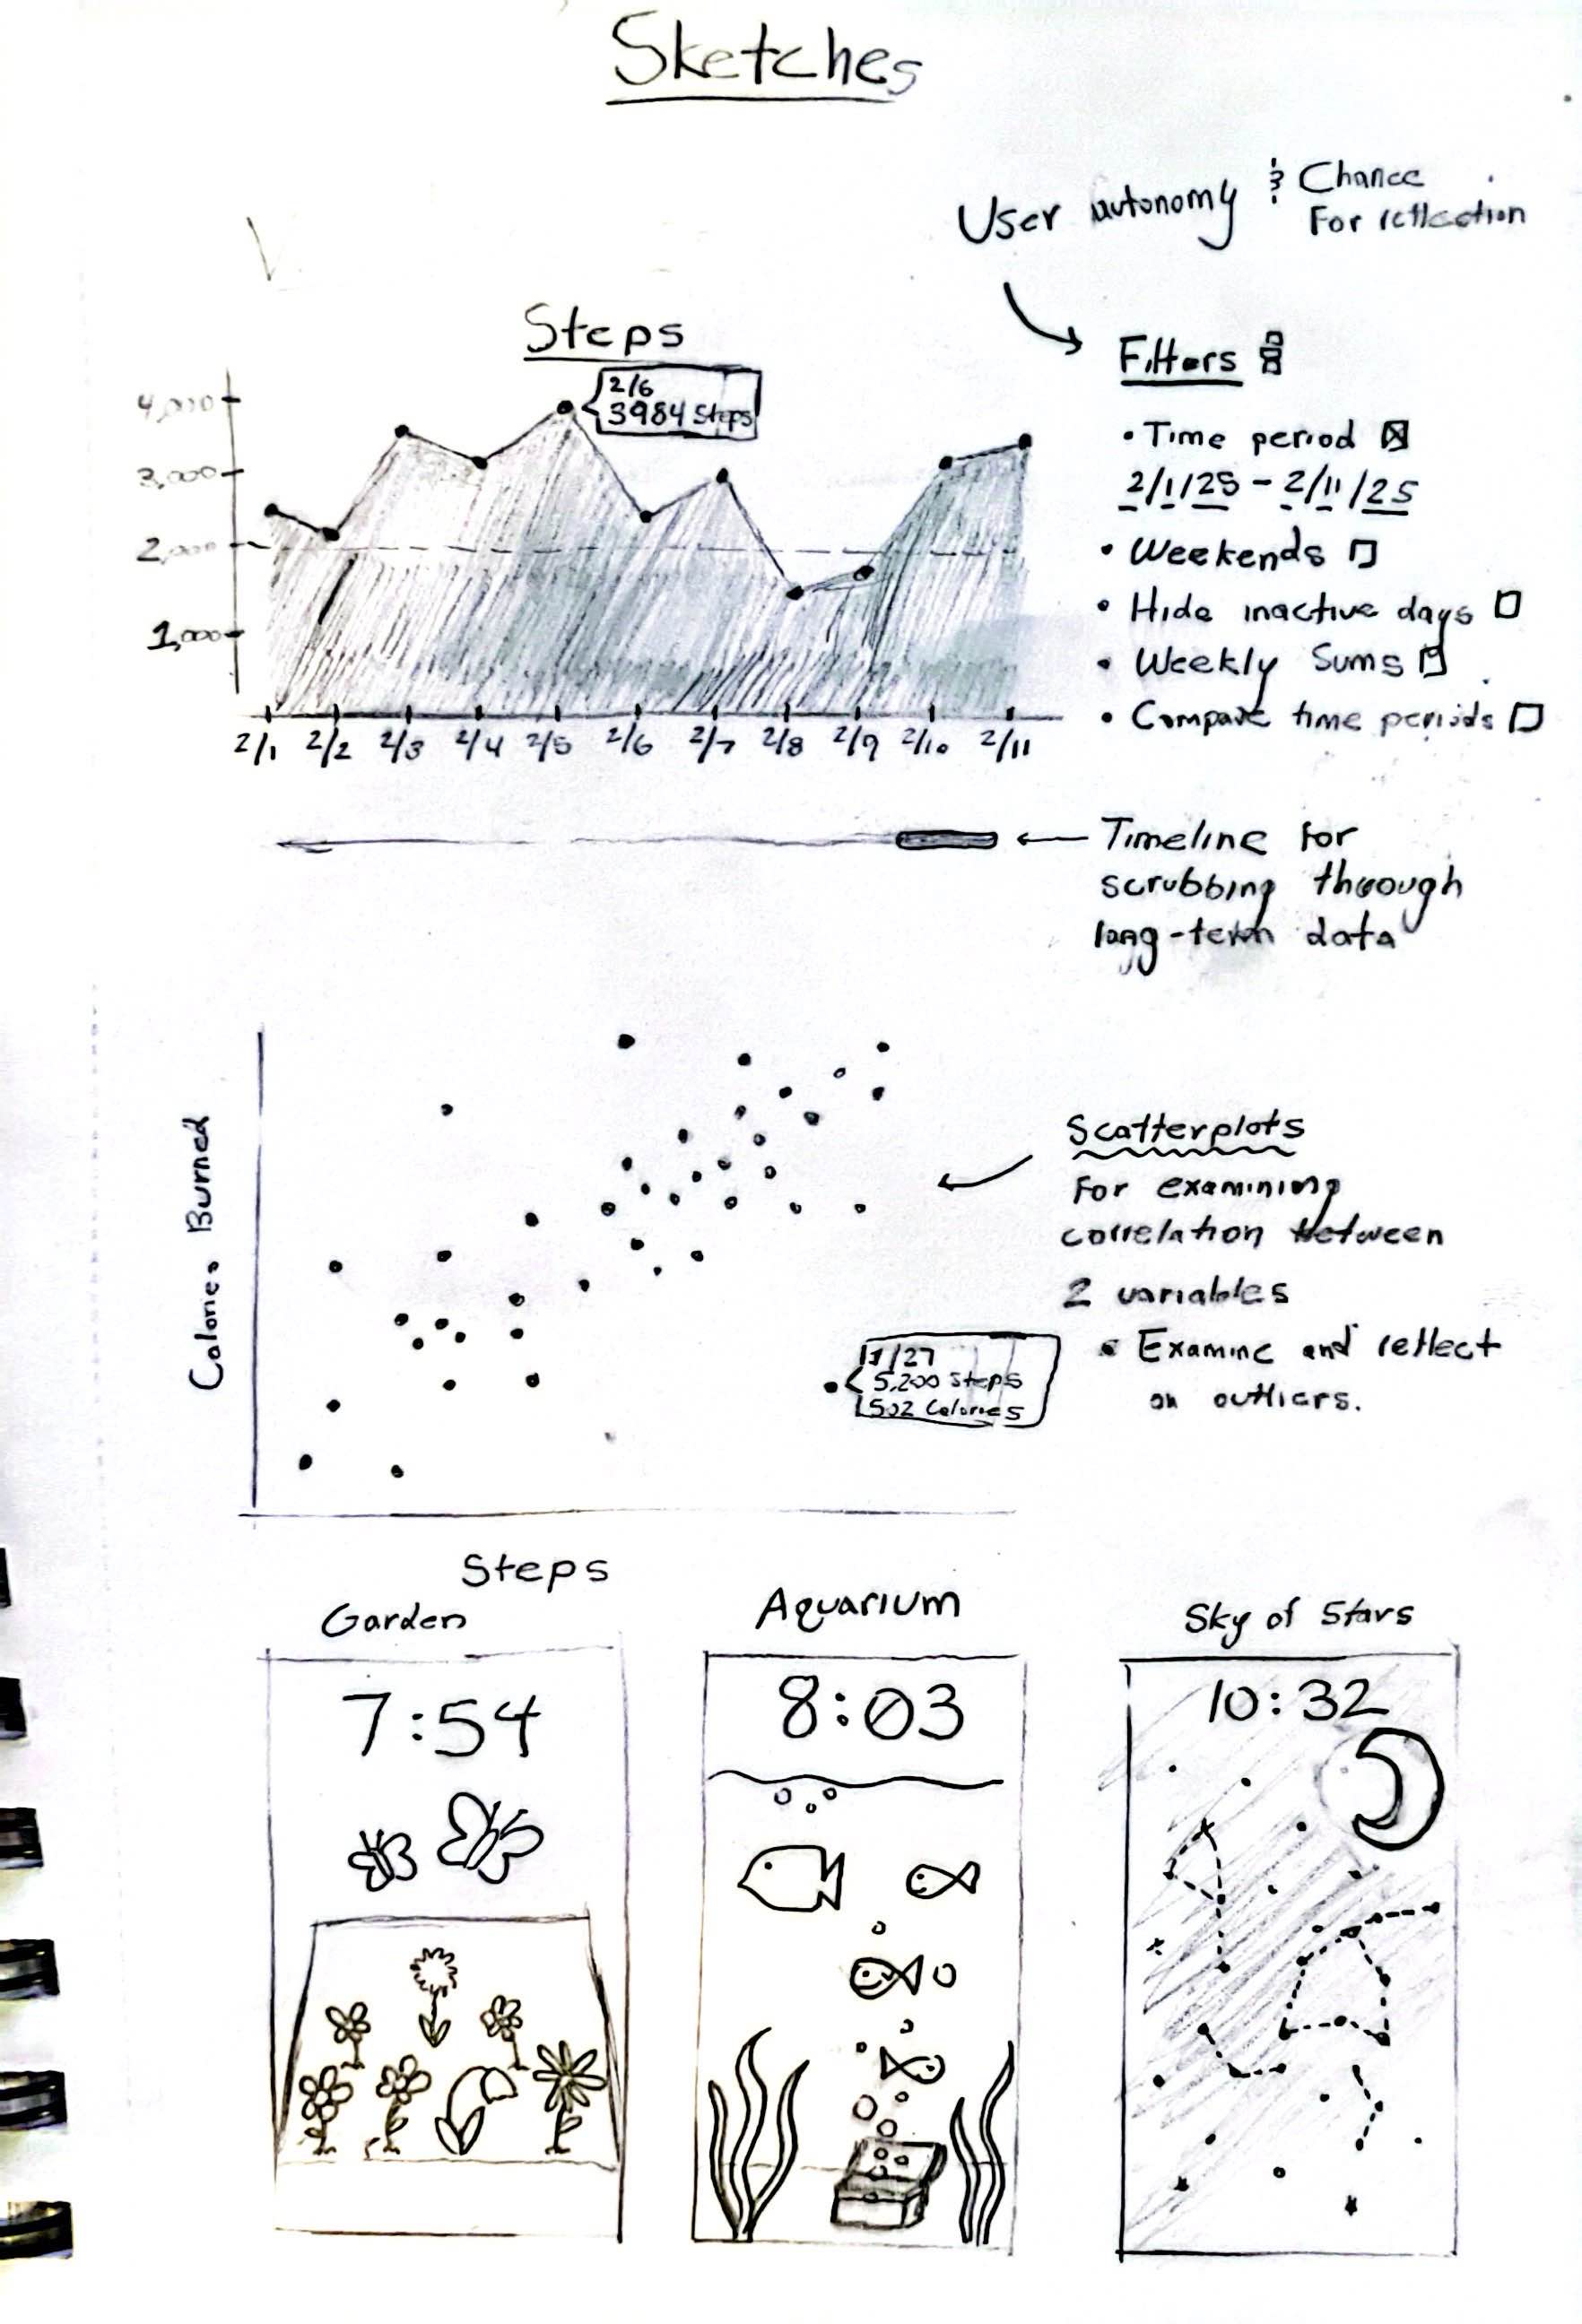 Sketches
User autonomy & Chance
For reflection
Steps
2/6
3984 Steps
4,000
3,000
2,000
1,000
2/1 2/2 2/3 2/4 2/5 2/6 2/7 2/8 2/9 2/10 2/11
Filters
• Time period
2/1/25 - 2/11/25
• Weekends
• Hide inactive days
• Weekly Sums
• Compare time periods
Timeline for
scrubbing through
long-term data
Calories Burned
Steps
1/27
5,200 Steps
502 Calories
Scatterplots
For examining
correlation between
2 variables
• Examine and reflect
on outliers.
Garden
7:54
Aquarium
8:03
Sky of Stars
10:32